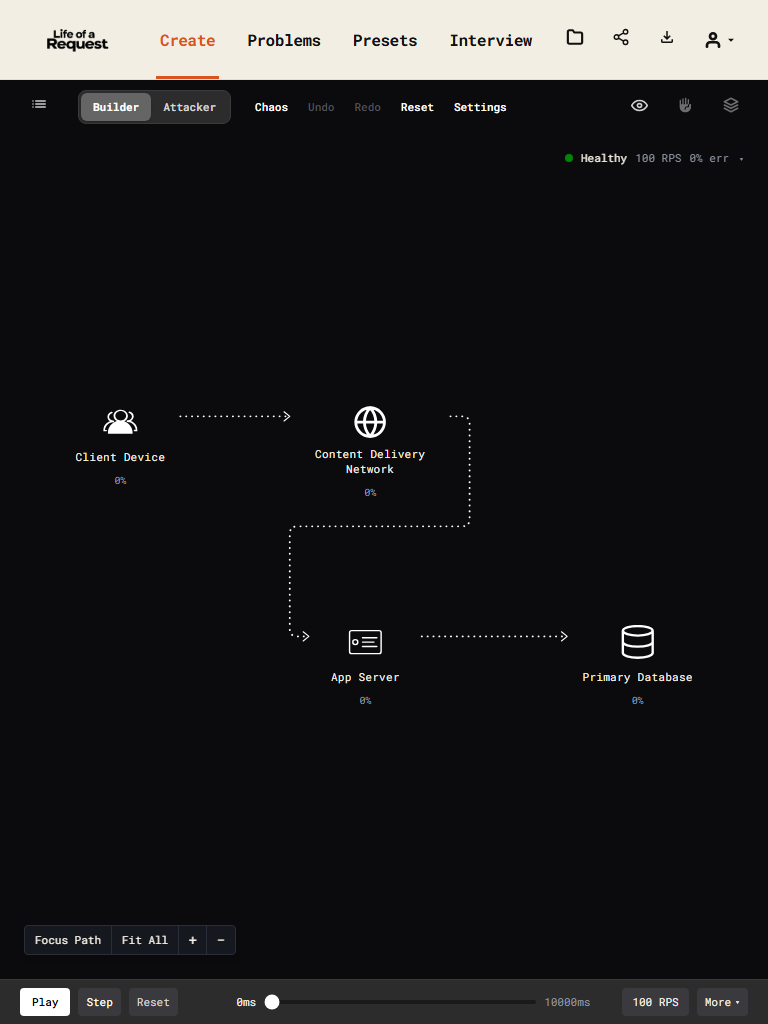 Life of a
Request
Create
Problems
Presets
Interview
Builder
Attacker
Chaos
Undo
Redo
Reset
Settings
Healthy 100 RPS 0% err
Client Device
0%
Content Delivery
Network
0%
App Server
0%
Primary Database
0%
Focus Path
Fit All
+
−
Play
Step
Reset
0ms
10000ms
100 RPS
More